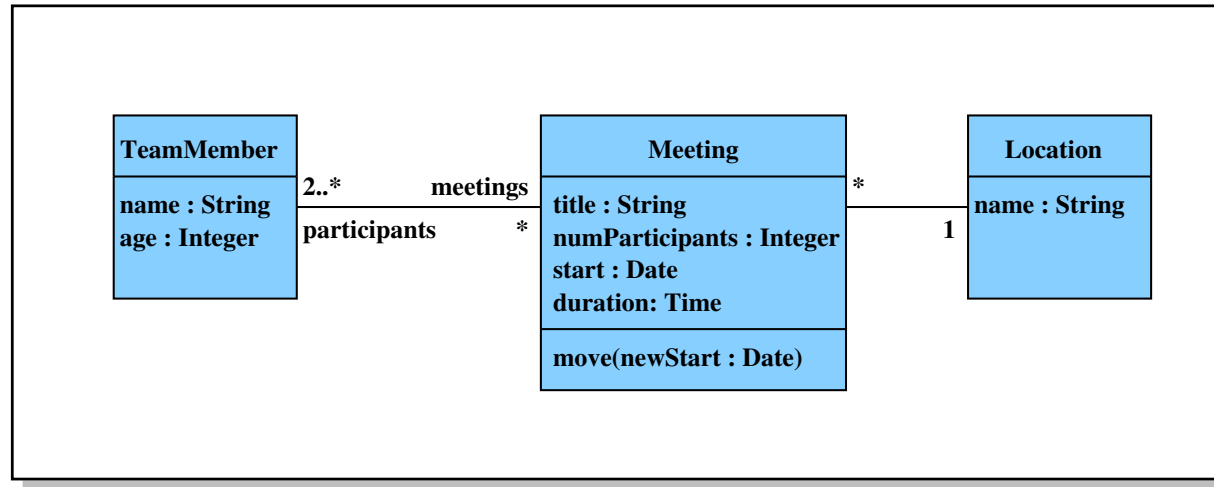 TeamMember
name : String
age : Integer
2..*
participants
meetings
*
Meeting
title : String
numParticipants : Integer
start : Date
duration: Time
move(newStart : Date)
*
1
Location
name : String